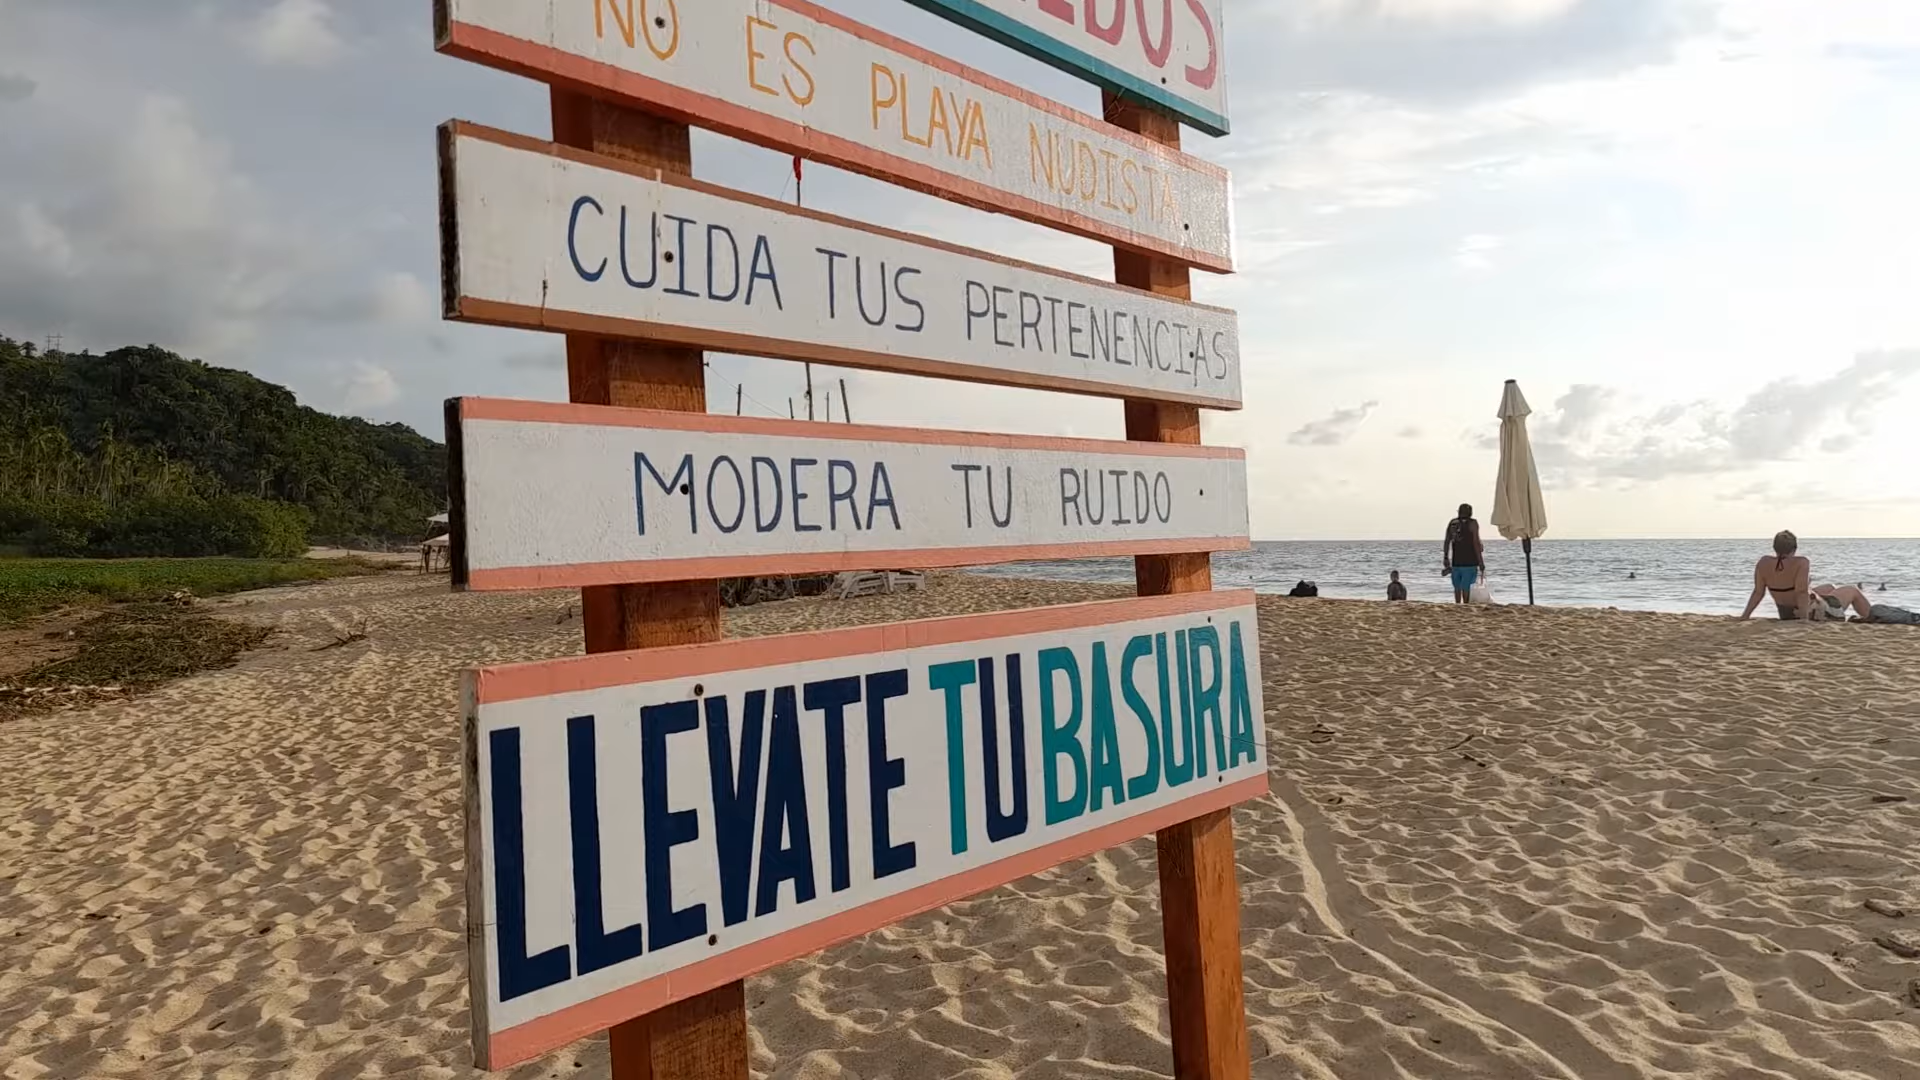 NO ES PLAYA NUDISTA
CUIDA TUS PERTENENCIAS
MODERA TU RUIDO
LLEVATE TU BASURA